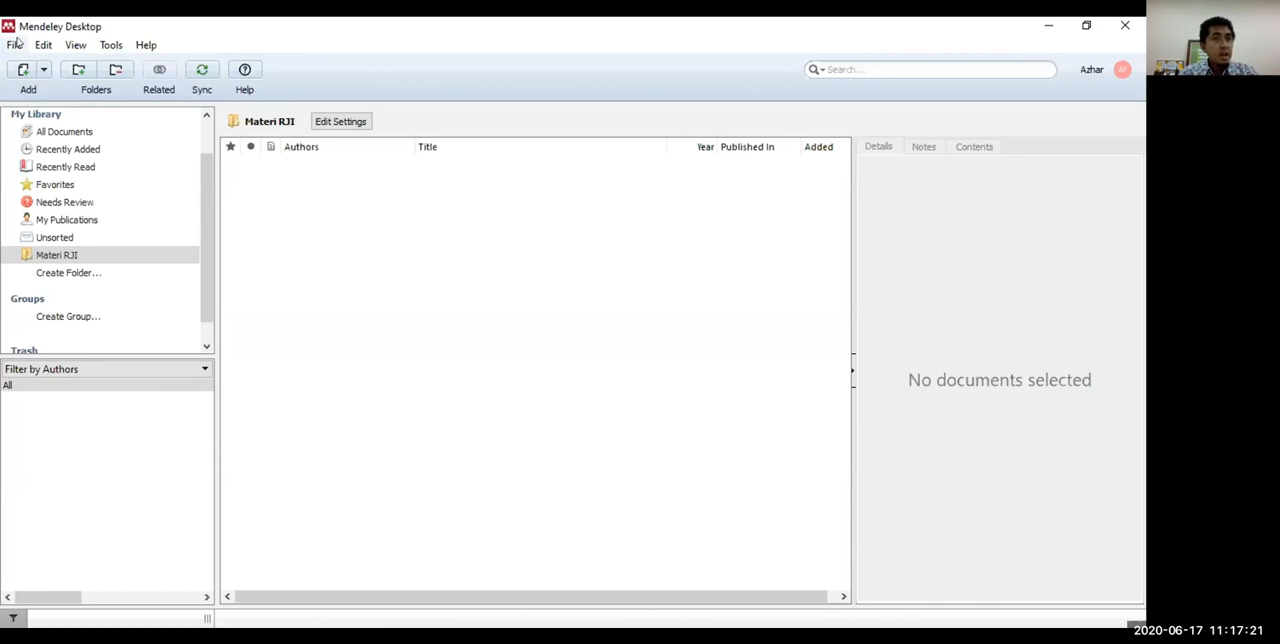 Mendeley Desktop
File Edit View Tools Help
Search...
Azhar AF
Add Folders Related Sync Help
My Library
All Documents
Recently Added
Recently Read
Favorites
Needs Review
My Publications
Unsorted
Materi RJI
Create Folder...
Groups
Create Group...
Trash
Filter by Authors
All
Materi RJI Edit Settings
Authors Title Year Published In Added
Details Notes Contents
No documents selected
2020-06-17 11:17:21